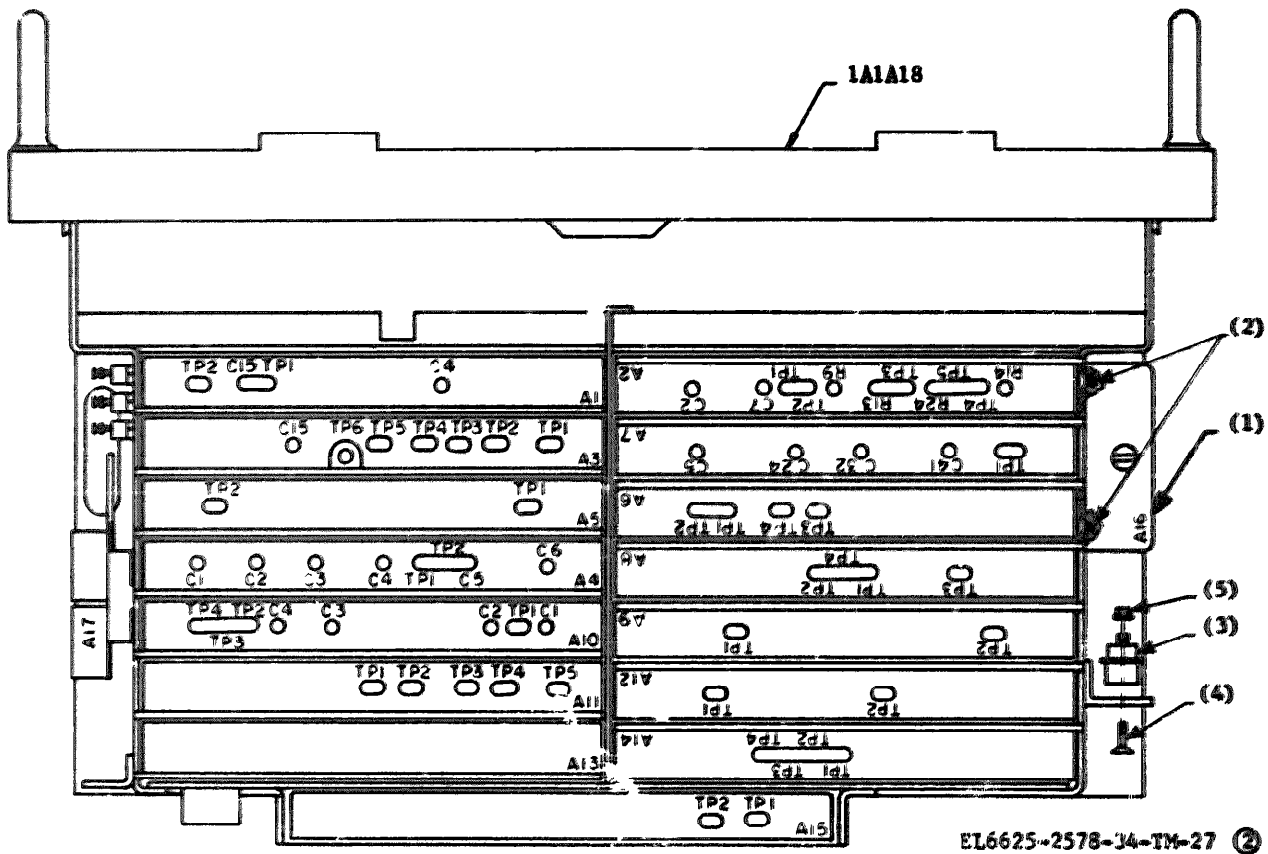 1A1A18
(2)
(1)
(5)
(3)
(4)
TP2 C15 TP1 C4
A1
C15 TP6 TP5 TP4 TP3 TP2 TP1
A3
TP2 TP1
A5
TP2 C6
C1 C2 C3 C4 TP1 C5 A4
TP4 TP2 C4 C3 C2 TP1 C1
TP3 A10
TP1 TP2 TP3 TP4 TP5
A11
A13
A2 TP1 R9 TP3 TP5 R14
C2 C7 TP2 R13 R24 TP4
A7
C5 C24 C32 C41 TP1
A6
TP2 TP1 TP4 TP3
A16
A8 TP4
TP2 TP1 TP3
A9
TP1 TP2
A12
TP1 TP2
A14 TP4 TP2
TP3 TP1
A17
TP2 TP1
A15
EL6625-2578-34-TM-27 ②